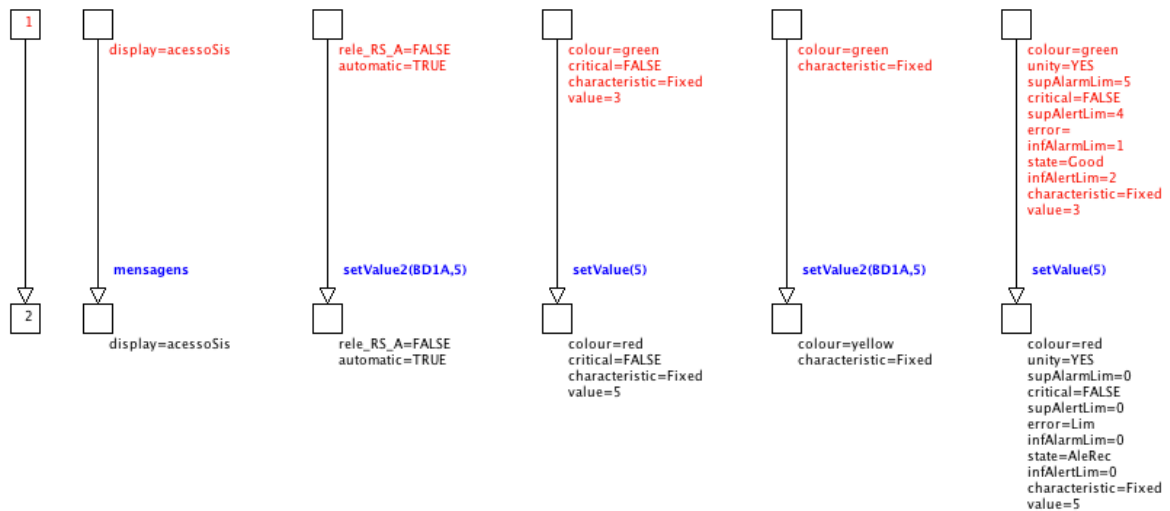 1
display=acessoSis
mensagens
2
display=acessoSis
rele_RS_A=FALSE
automatic=TRUE
setValue2(BD1A,5)
rele_RS_A=FALSE
automatic=TRUE
colour=green
critical=FALSE
characteristic=Fixed
value=3
setValue(5)
colour=red
critical=FALSE
characteristic=Fixed
value=5
colour=green
characteristic=Fixed
setValue2(BD1A,5)
colour=yellow
characteristic=Fixed
colour=green
unity=YES
supAlarmLim=5
critical=FALSE
supAlertLim=4
error=
infAlarmLim=1
state=Good
infAlertLim=2
characteristic=Fixed
value=3
setValue(5)
colour=red
unity=YES
supAlarmLim=0
critical=FALSE
supAlertLim=0
error=Lim
infAlarmLim=0
state=AleRec
infAlertLim=0
characteristic=Fixed
value=5